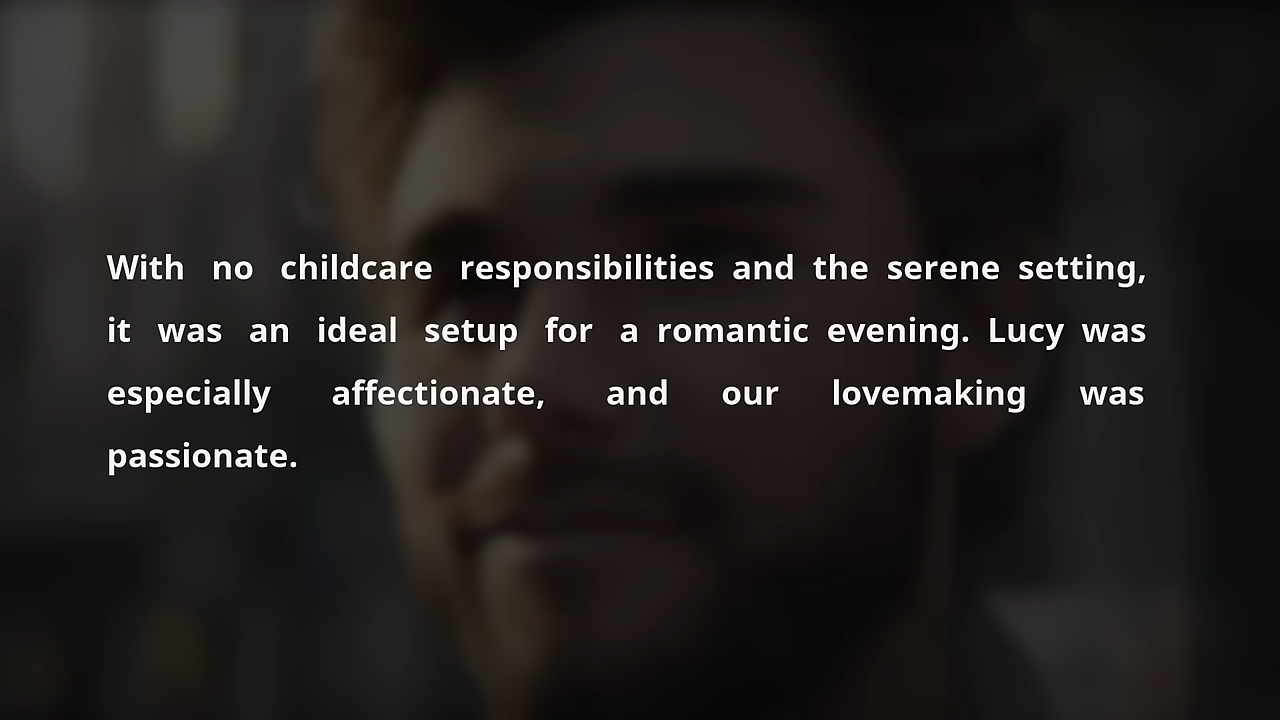 With no childcare responsibilities and the serene setting,
it was an ideal setup for a romantic evening. Lucy was
especially affectionate, and our lovemaking was
passionate.